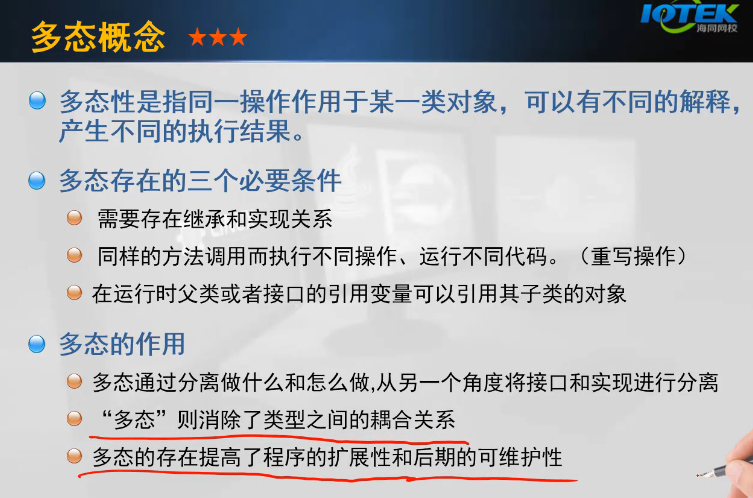 多态概念 ★★★
IOTEK
海同网校
多态性是指同一操作作用于某一类对象，可以有不同的解释，
产生不同的执行结果。
多态存在的三个必要条件
需要存在继承和实现关系
同样的方法调用而执行不同操作、运行不同代码。（重写操作）
在运行时父类或者接口的引用变量可以引用其子类的对象
多态的作用
多态通过分离做什么和怎么做,从另一个角度将接口和实现进行分离
“多态”则消除了类型之间的耦合关系
多态的存在提高了程序的扩展性和后期的可维护性